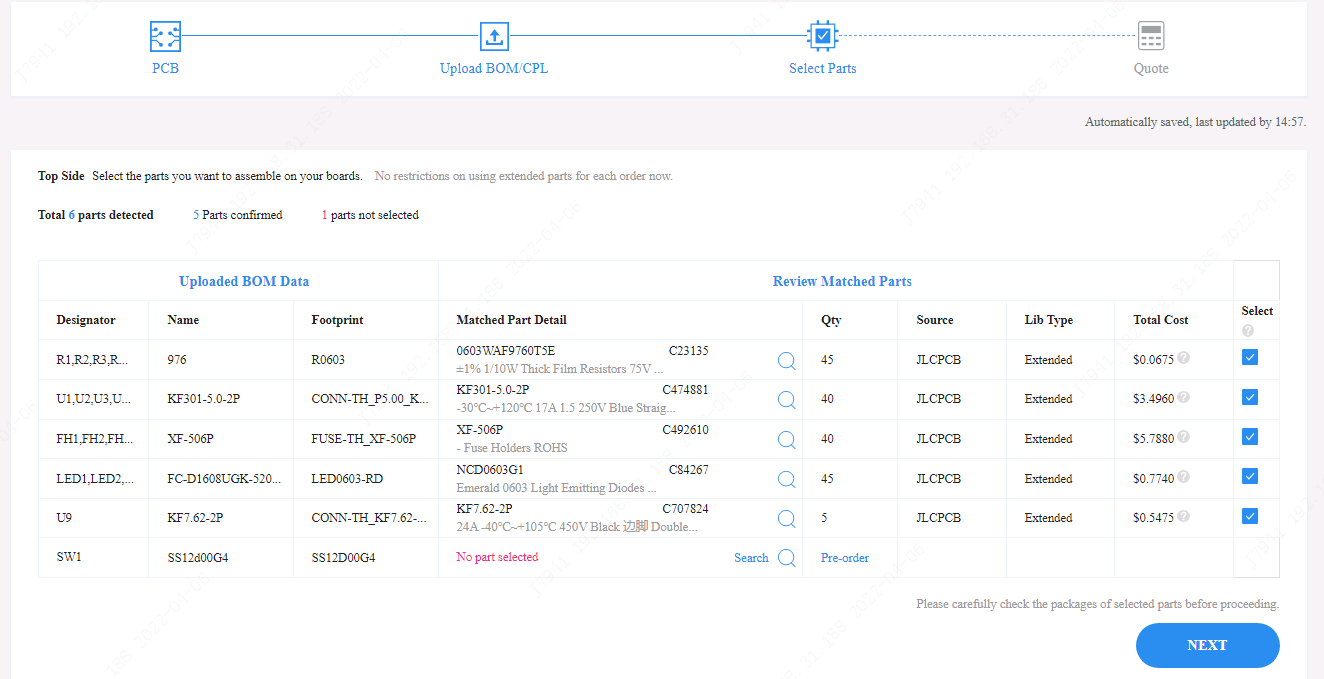 PCB
Upload BOM/CPL
Select Parts
Quote
Automatically saved, last updated by 14:57.
Top Side Select the parts you want to assemble on your boards. No restrictions on using extended parts for each order now.
Total 6 parts detected 5 Parts confirmed 1 parts not selected
Uploaded BOM Data Review Matched Parts
Designator Name Footprint Matched Part Detail Qty Source Lib Type Total Cost Select
R1,R2,R3,R... 976 R0603 0603WAF9760T5E C23135 45 JLCPCB Extended $0.0675
±1% 1/10W Thick Film Resistors 75V ...
U1,U2,U3,U... KF301-5.0-2P CONN-TH_P5.00_K... KF301-5.0-2P C474881 40 JLCPCB Extended $3.4960
-30℃~+120℃ 17A 1.5 250V Blue Straig...
FH1,FH2,FH... XF-506P FUSE-TH_XF-506P XF-506P C492610 40 JLCPCB Extended $5.7880
- Fuse Holders ROHS
LED1,LED2,... FC-D1608UGK-520... LED0603-RD NCD0603G1 C84267 45 JLCPCB Extended $0.7740
Emerald 0603 Light Emitting Diodes ...
U9 KF7.62-2P CONN-TH_KF7.62-... KF7.62-2P C707824 5 JLCPCB Extended $0.5475
24A -40℃~+105℃ 450V Black 边脚 Double...
SW1 SS12d00G4 SS12D00G4 No part selected Search Pre-order
Please carefully check the packages of selected parts before proceeding.
NEXT